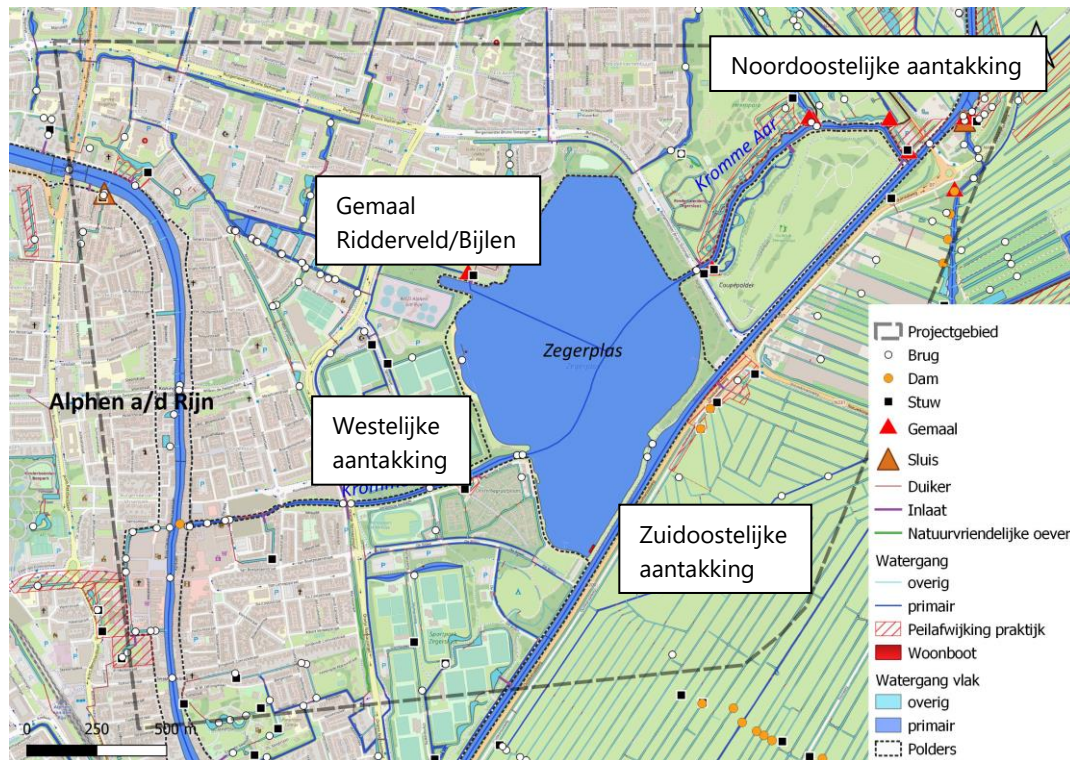 Noordoostelijke aantakking
Kromme Aar
Gemaal
Ridderveld/Bijlen
Coupépolder
Zegerplas
Alphen a/d Rijn
Westelijke
aantakking
Zuidoostelijke
aantakking
Projectgebied
Brug
Dam
Stuw
Gemaal
Sluis
Duiker
Inlaat
Natuurvriendelijke oever
Watergang
overig
primair
Peilafwijking praktijk
Woonboot
Watergang vlak
overig
primair
Polders
0 250 500 m